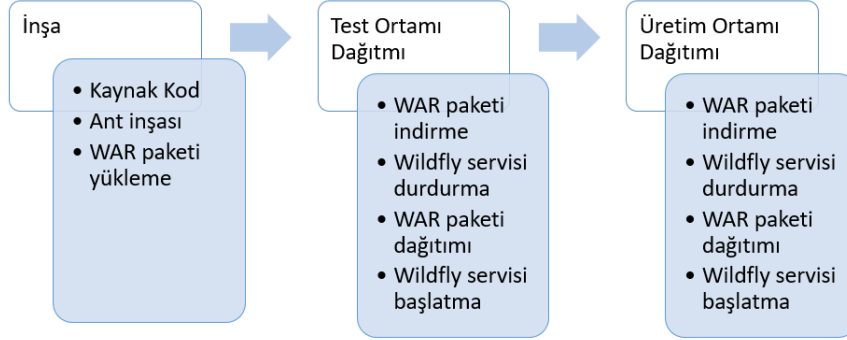 İnşa
• Kaynak Kod
• Ant inşası
• WAR paketi
yükleme
Test Ortamı
Dağıtmı
• WAR paketi
indirme
• Wildfly servisi
durdurma
• WAR paketi
dağıtımı
• Wildfly servisi
başlatma
Üretim Ortamı
Dağıtımı
• WAR paketi
indirme
• Wildfly servisi
durdurma
• WAR paketi
dağıtımı
• Wildfly servisi
başlatma